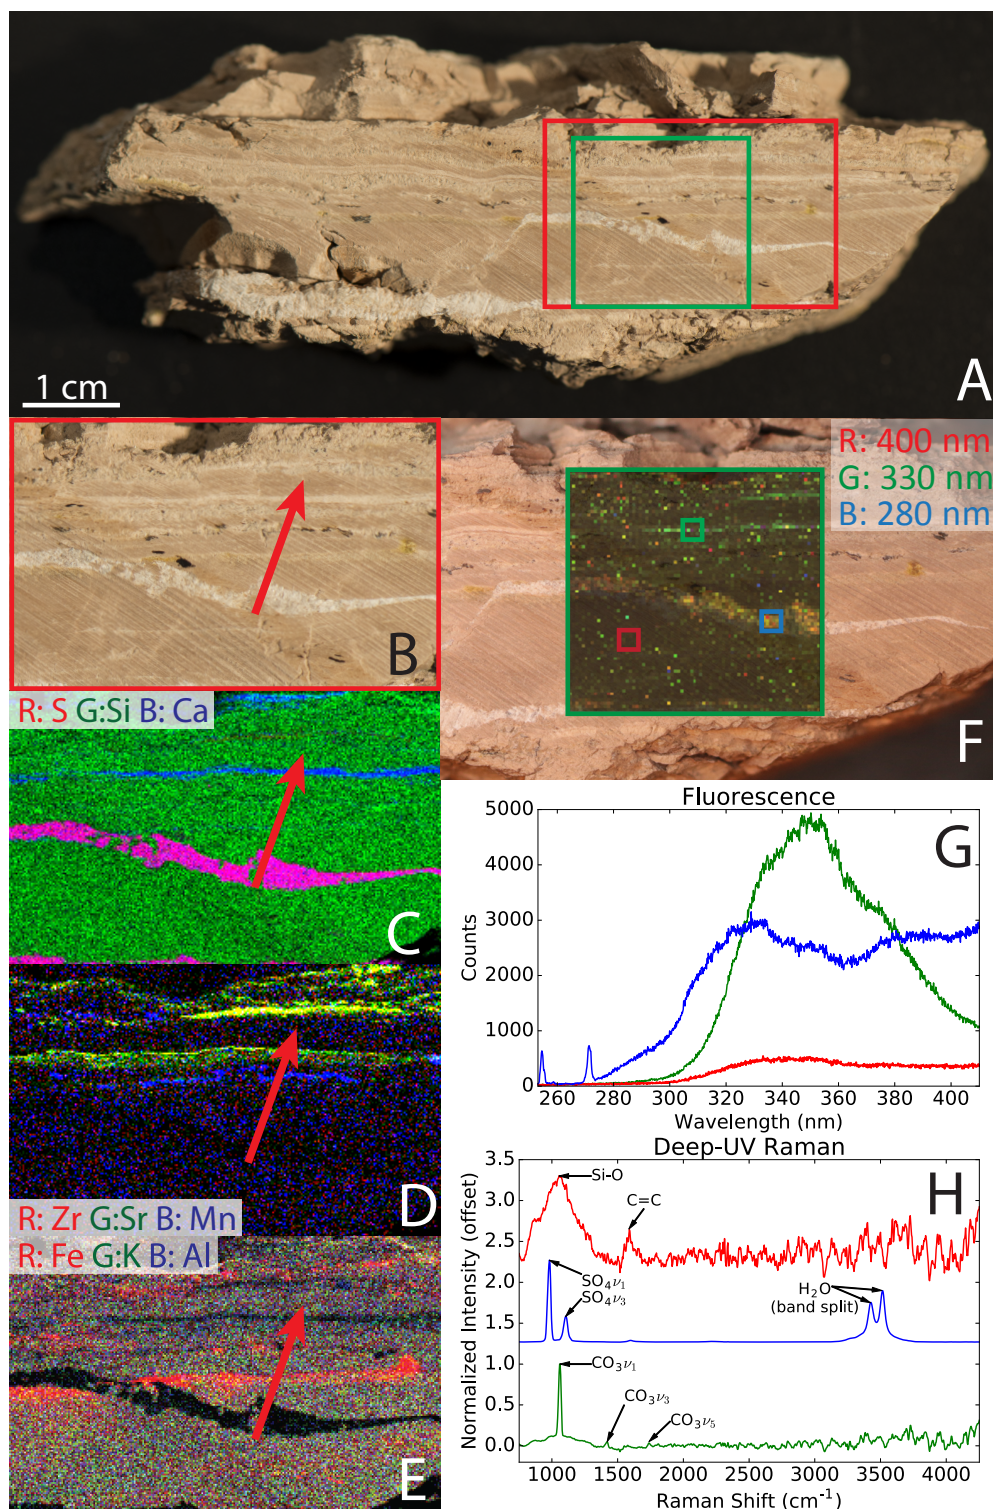 A
1 cm
B
R: 400 nm
G: 330 nm
B: 280 nm
F
R: S G:Si B: Ca
C
D
R: Zr G:Sr B: Mn
R: Fe G:K B: Al
E
Fluorescence
G
5000
4000
3000
2000
1000
0
Counts
260 280 300 320 340 360 380 400
Wavelength (nm)
Deep-UV Raman
H
3.5
3.0
2.5
2.0
1.5
1.0
0.5
0.0
Normalized Intensity (offset)
Si-O
C=C
SO₄ν₁
SO₄ν₃
H₂O
(band split)
CO₃ν₁
CO₃ν₃
CO₃ν₅
1000 1500 2000 2500 3000 3500 4000
Raman Shift (cm⁻¹)